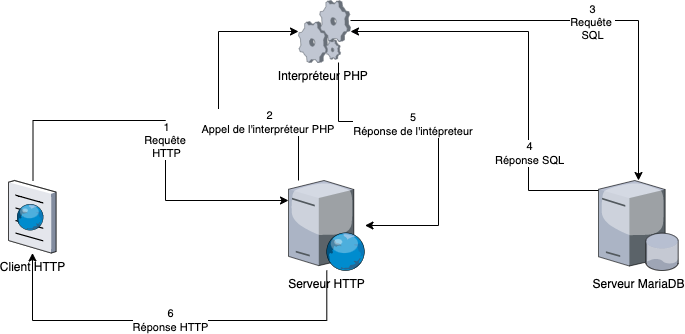 3
Requête
SQL
Interpréteur PHP
1
Requête
HTTP
2
Appel de l'interpréteur PHP
5
Réponse de l'intépreteur
4
Réponse SQL
Client HTTP
Serveur HTTP
Serveur MariaDB
6
Réponse HTTP